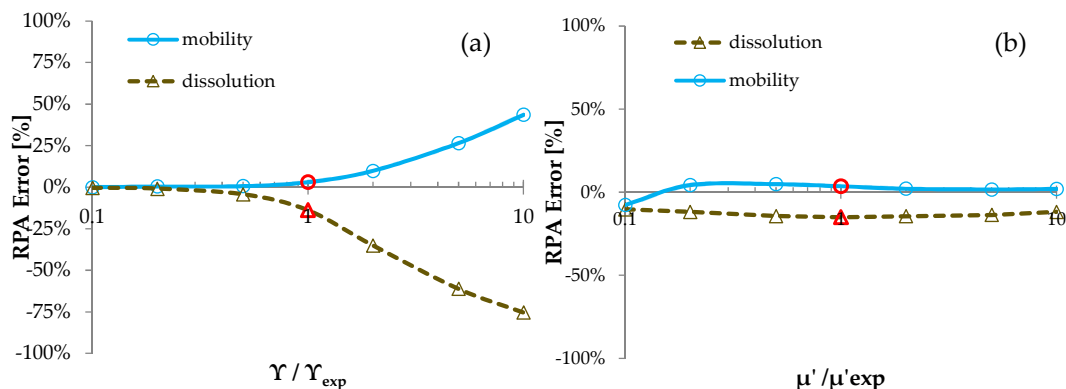 100%
75%
50%
25%
0%
-25%
-50%
-75%
-100%
RPA Error [%]
mobility
dissolution
(a)
0.1
1
10
ϒ / ϒexp
100%
50%
0%
-50%
-100%
RPA Error [%]
dissolution
mobility
(b)
0.1
1
10
μ' /μ'exp